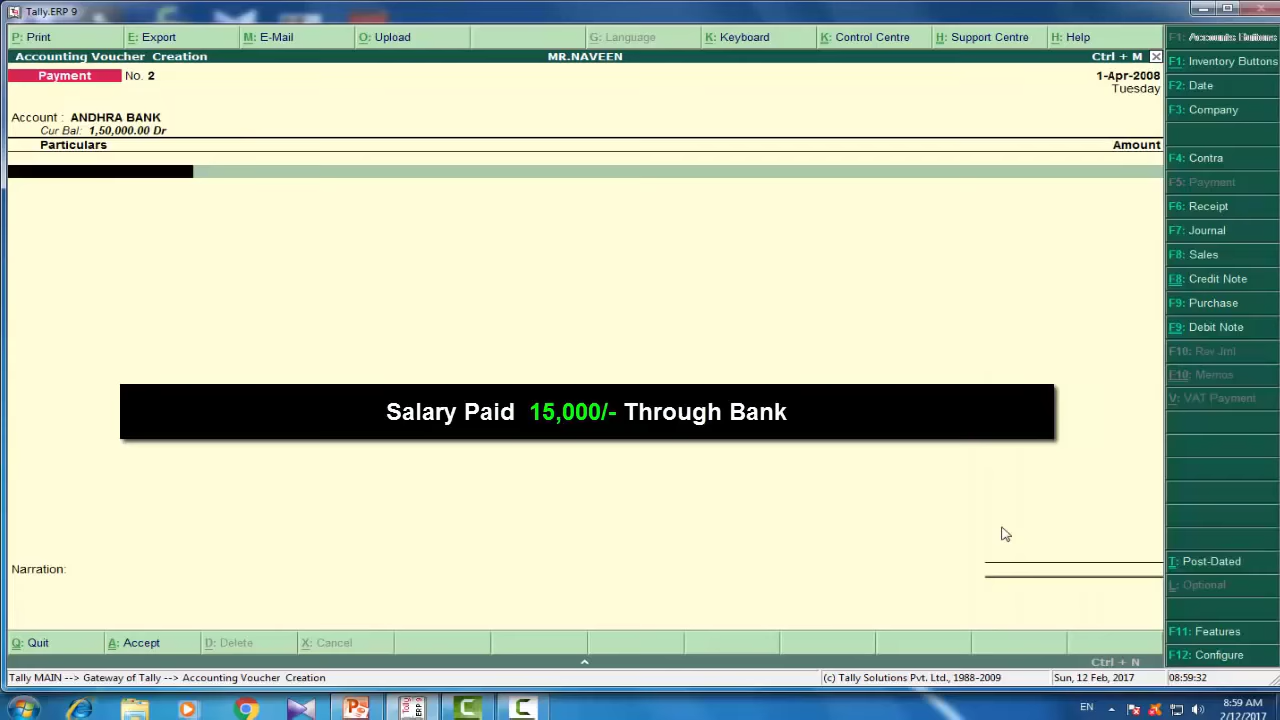 Tally.ERP 9
P: Print
E: Export
M: E-Mail
O: Upload
G: Language
K: Keyboard
K: Control Centre
H: Support Centre
H: Help
Accounting Voucher Creation
MR.NAVEEN
Ctrl + M
F1: Accounts Buttons
F1: Inventory Buttons
F2: Date
F3: Company
F4: Contra
F5: Payment
F6: Receipt
F7: Journal
F8: Sales
F8: Credit Note
F9: Purchase
F9: Debit Note
F10: Rev Jrnl
F10: Memos
V: VAT Payment
T: Post-Dated
L: Optional
F11: Features
F12: Configure
Payment No. 2
1-Apr-2008
Tuesday
Account : ANDHRA BANK
Cur Bal: 1,50,000.00 Dr
Particulars
Amount
Salary Paid 15,000/- Through Bank
Narration:
Q: Quit
A: Accept
D: Delete
X: Cancel
Ctrl + N
Tally MAIN --> Gateway of Tally --> Accounting Voucher Creation
(c) Tally Solutions Pvt. Ltd., 1988-2009
Sun, 12 Feb, 2017
08:59:32
EN
8:59 AM
2/12/2017